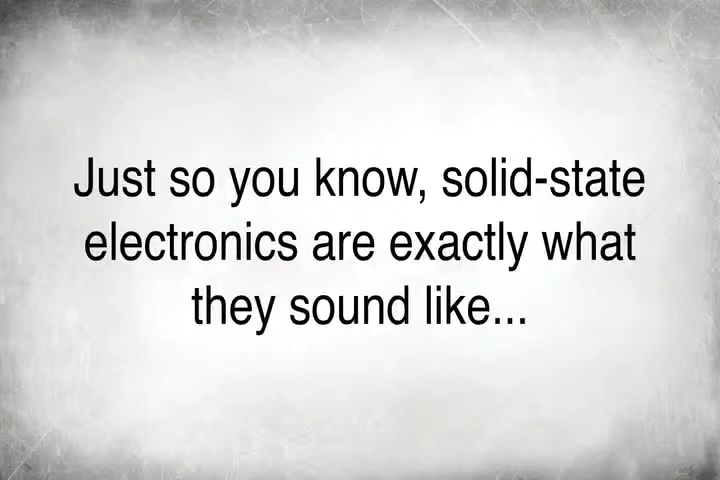 Just so you know, solid-state
electronics are exactly what
they sound like...